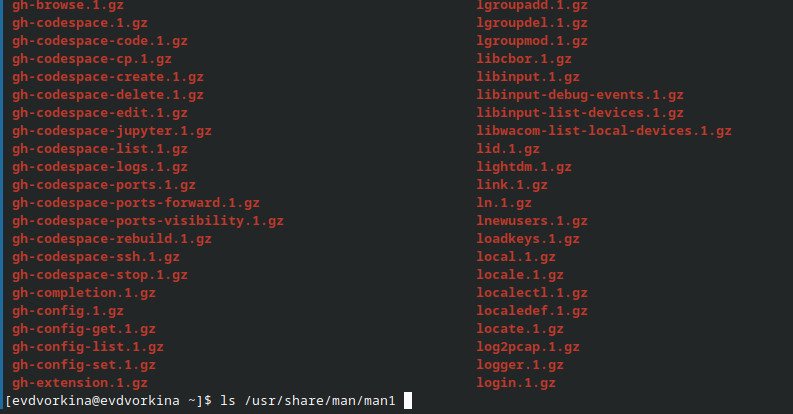 gh-browse.1.gz lgroupadd.1.gz
gh-codespace.1.gz lgroupdel.1.gz
gh-codespace-code.1.gz lgroupmod.1.gz
gh-codespace-cp.1.gz libcbor.1.gz
gh-codespace-create.1.gz libinput.1.gz
gh-codespace-delete.1.gz libinput-debug-events.1.gz
gh-codespace-edit.1.gz libinput-list-devices.1.gz
gh-codespace-jupyter.1.gz libwacom-list-local-devices.1.gz
gh-codespace-list.1.gz lid.1.gz
gh-codespace-logs.1.gz lightdm.1.gz
gh-codespace-ports.1.gz link.1.gz
gh-codespace-ports-forward.1.gz ln.1.gz
gh-codespace-ports-visibility.1.gz lnewusers.1.gz
gh-codespace-rebuild.1.gz loadkeys.1.gz
gh-codespace-ssh.1.gz local.1.gz
gh-codespace-stop.1.gz locale.1.gz
gh-completion.1.gz localectl.1.gz
gh-config.1.gz localedef.1.gz
gh-config-get.1.gz locate.1.gz
gh-config-list.1.gz log2pcap.1.gz
gh-config-set.1.gz logger.1.gz
gh-extension.1.gz login.1.gz
[evdvorkina@evdvorkina ~]$ ls /usr/share/man/man1